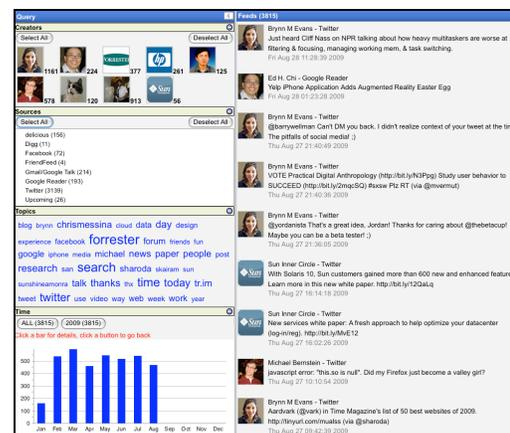 Query
Creators
Select All Deselect All
1161 224 377 261 125
578 120 913 56
Sources
Select All Deselect All
delicious (156)
Digg (11)
Facebook (72)
FriendFeed (4)
Gmail/Google Talk (214)
Google Reader (193)
Twitter (3139)
Upcoming (26)
Topics
blog brynn chrismessina cloud data day design
experience facebook forrester forum friends fun
google iphone media michael news paper people post
research san search sharoda skairam sun
sunshineamonra talk thanks thx time today tr.im
tweet twitter use video way web week work year
Time
ALL (3815) 2009 (3815)
Click a bar for details, click a button to go back
500
400
300
200
100
0
Jan Feb Mar Apr May Jun Jul Aug Sep Oct Nov Dec
Feeds (3815)
Brynn M Evans - Twitter
Just heard Cliff Nass on NPR talking about how heavy multitaskers are worse at
filtering & focusing, managing working mem, & task switching.
Fri Aug 28 11:28:39 2009
Ed H. Chi - Google Reader
Yelp iPhone Application Adds Augmented Reality Easter Egg
Fri Aug 28 01:23:28 2009
Brynn M Evans - Twitter
@barrywellman Can't DM you back. I didn't realize context of your tweet at the tim
The pitfalls of social media! ;)
Thu Aug 27 21:40:49 2009
Brynn M Evans - Twitter
VOTE Practical Digital Anthropology (http://bit.ly/N3Ppg) Study user behavior to
SUCCEED (http://bit.ly/2mqcSQ) #sxsw Plz RT (via @mvermut)
Thu Aug 27 21:40:36 2009
Brynn M Evans - Twitter
@yordanista That's a great idea, Jordan! Thanks for caring about @thebetacup!
Maybe you can be a beta tester! ;)
Thu Aug 27 21:36:05 2009
Sun Inner Circle - Twitter
With Solaris 10, Sun customers gained more than 600 new and enhanced feature
Learn more in this new white paper. http://bit.ly/12QaLq
Thu Aug 27 16:14:18 2009
Sun Inner Circle - Twitter
New services white paper: A fresh approach to help optimize your datacenter
(log-in/reg). http://bit.ly/MvE12
Thu Aug 27 16:02:26 2009
Michael Bernstein - Twitter
javascript error: "this.so is null". Did my Firefox just become a valley girl?
Thu Aug 27 10:10:54 2009
Brynn M Evans - Twitter
Aardvark (@vark) in Time Magazine's list of 50 best websites of 2009.
http://tinyurl.com/mualss (via @sharoda)
Thu Aug 27 09:42:39 2009